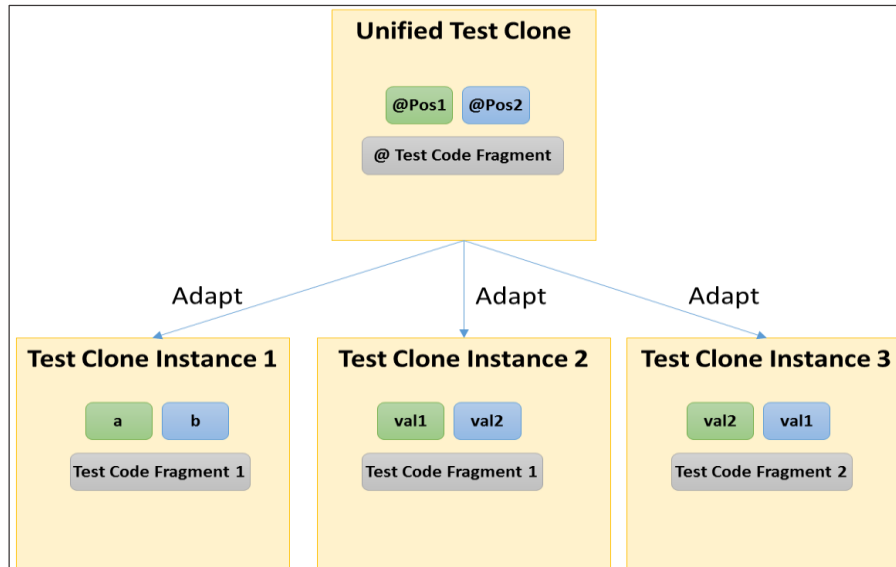 Unified Test Clone
@Pos1 @Pos2
@ Test Code Fragment
Adapt Adapt Adapt
Test Clone Instance 1 Test Clone Instance 2 Test Clone Instance 3
a b val1 val2 val2 val1
Test Code Fragment 1 Test Code Fragment 1 Test Code Fragment 2